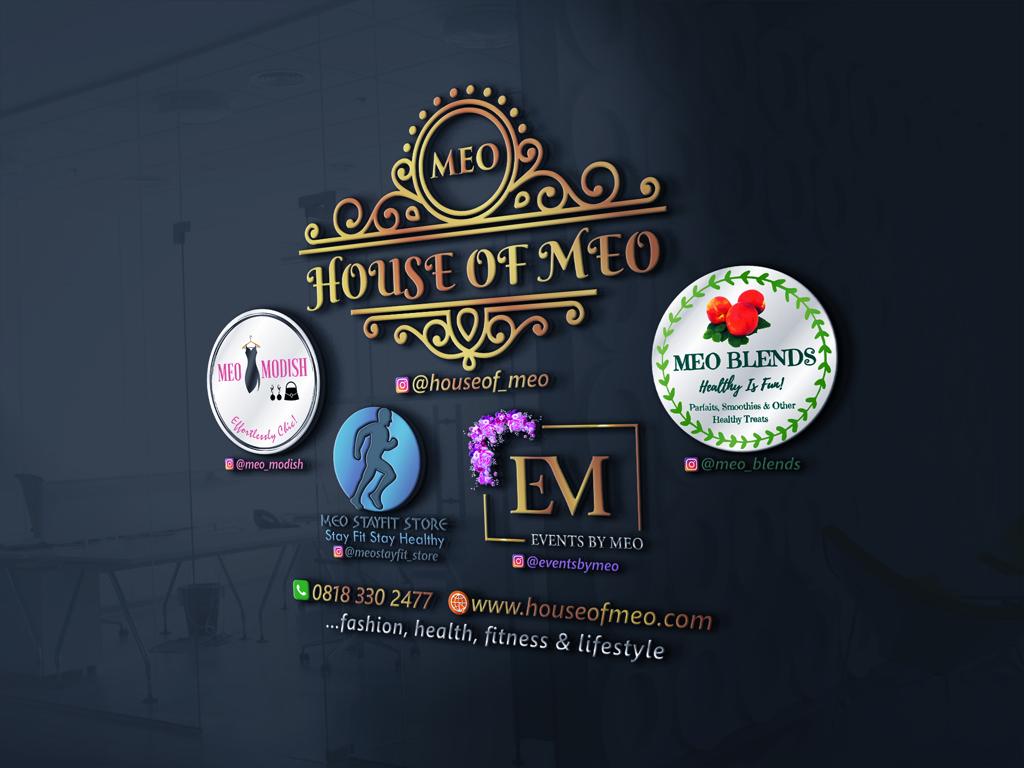 MEO
HOUSE OF MEO
@houseof_meo
MEO MODISH
Effortlessly Chic!
@meo_modish
MEO STAYFIT STORE
Stay Fit Stay Healthy
@meostayfit_store
EM
EVENTS BY MEO
@eventsbymeo
MEO BLENDS
Healthy Is Fun!
Parfaits, Smoothies & Other
Healthy Treats
@meo_blends
0818 330 2477 www.houseofmeo.com
...fashion, health, fitness & lifestyle